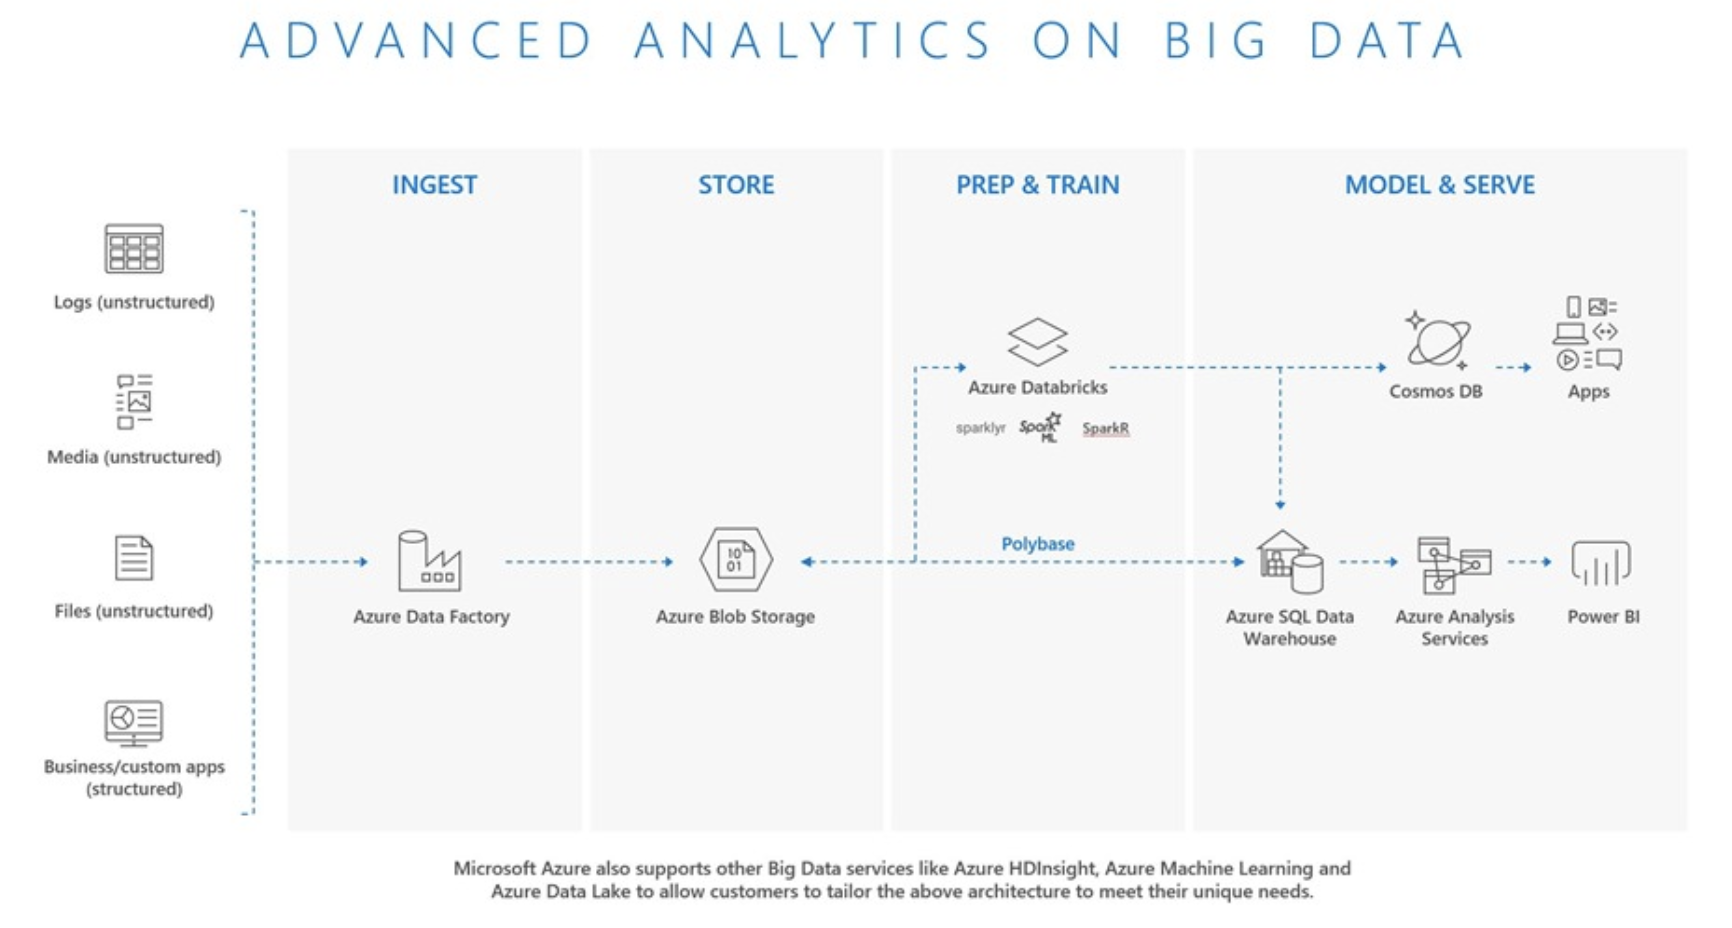 ADVANCED ANALYTICS ON BIG DATA
INGEST
STORE
PREP & TRAIN
MODEL & SERVE
Logs (unstructured)
Media (unstructured)
Files (unstructured)
Business/custom apps
(structured)
Azure Data Factory
10
01
Azure Blob Storage
Azure Databricks
sparklyr
Spark
ML
SparkR
Polybase
Cosmos DB
Apps
Azure SQL Data
Warehouse
Azure Analysis
Services
Power BI
Microsoft Azure also supports other Big Data services like Azure HDInsight, Azure Machine Learning and
Azure Data Lake to allow customers to tailor the above architecture to meet their unique needs.